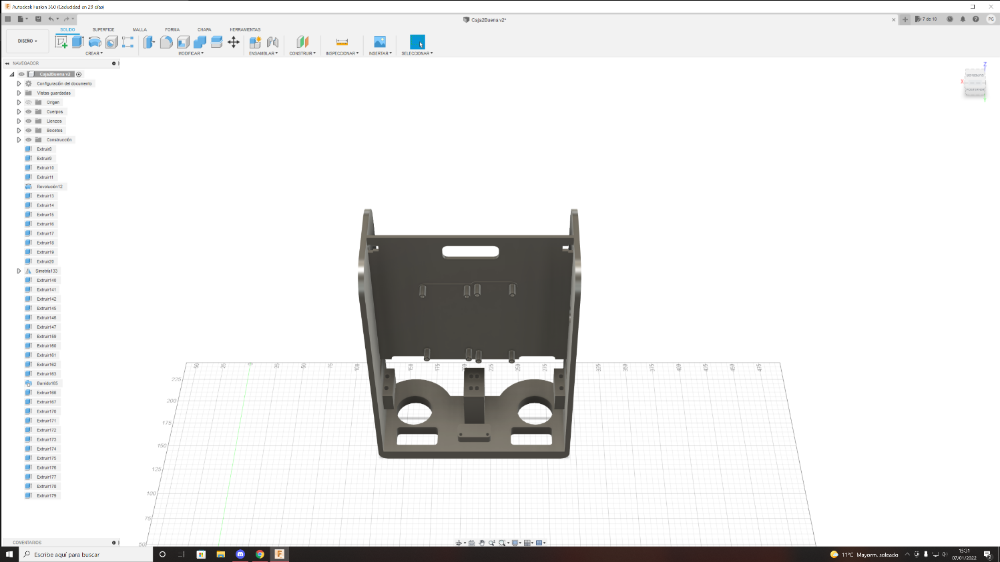 Autodesk Fusion 360 (Caducidad en 29 días)
Caja2Buena v2*
7 de 10
PG
SOLIDO SUPERFICIE MALLA FORMA CHAPA HERRAMIENTAS
DISEÑO
CREAR MODIFICAR ENSAMBLAR CONSTRUIR INSPECCIONAR INSERTAR SELECCIONAR
NAVEGADOR
Caja2Buena v2
Configuración del documento
Vistas guardadas
Origen
Cuerpos
Lienzos
Bocetos
Construcción
Extruir8
Extruir9
Extruir10
Extruir11
Revolución12
Extruir13
Extruir14
Extruir15
Extruir16
Extruir17
Extruir18
Extruir19
Extruir20
Simetría133
Extruir140
Extruir141
Extruir142
Extruir145
Extruir146
Extruir147
Extruir159
Extruir160
Extruir161
Extruir162
Extruir163
Barrido165
Extruir166
Extruir167
Extruir170
Extruir171
Extruir172
Extruir173
Extruir174
Extruir175
Extruir176
Extruir177
Extruir178
Extruir179
Z
X
SUPERIOR
POSTERIOR
Y
50 25 0 25 50 75 100 150 175 200 225 250 275 325 350 375 400 425 450 475
225
200
175
150
125
100
75
50
COMENTARIOS
Escribe aquí para buscar
11°C Mayorm. soleado
15:31
07/01/2022
2